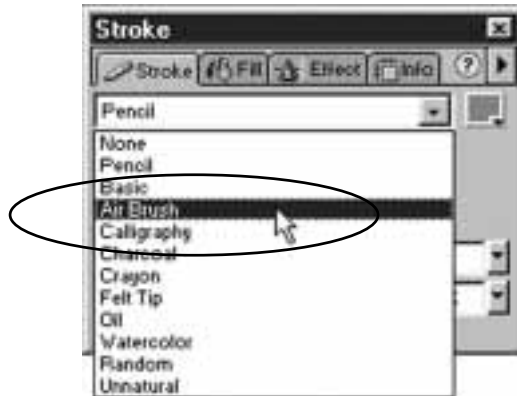 Stroke
Stroke Fill Effect Info ?
Pencil
None
Pencil
Basic
Air Brush
Calligraphy
Charcoal
Crayon
Felt Tip
Oil
Watercolor
Random
Unnatural